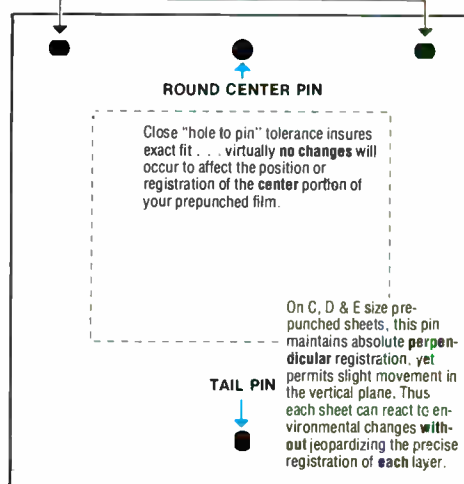 ROUND CENTER PIN
Close "hole to pin" tolerance insures
exact fit . . . virtually no changes will
occur to affect the position or
registration of the center portion of
your prepunched film.
On C, D & E size pre-
punched sheets, this pin
maintains absolute perpen-
dicular registration, yet
permits slight movement in
the vertical plane. Thus
each sheet can react to en-
vironmental changes with-
out jeopardizing the precise
registration of each layer.
TAIL PIN